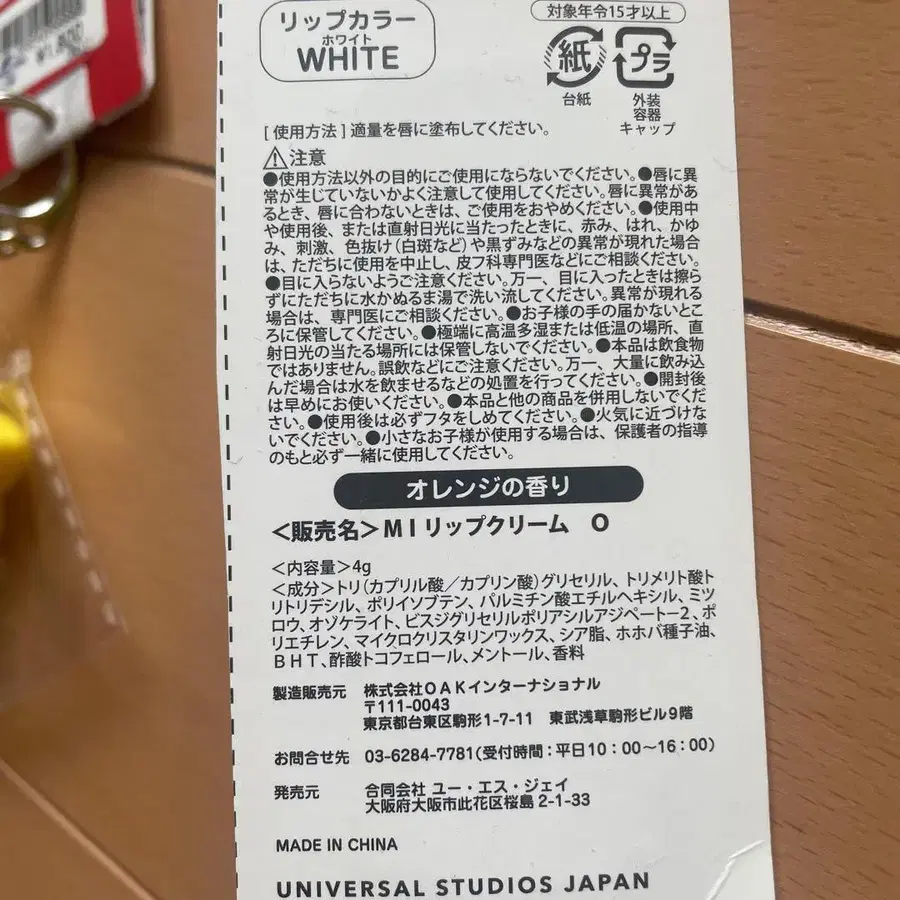 ¥1,800
リップカラー
ホワイト
WHITE
対象年令15才以上
紙
プラ
台紙
外装
容器
キャップ
[使用方法]適量を唇に塗布してください。
注意
●使用方法以外の目的にご使用にならないでください。●唇に異
常が生じていないかよく注意して使用してください。唇に異常があ
るとき、唇に合わないときは、ご使用をおやめください。●使用中
や使用後、または直射日光に当たったときに、赤み、はれ、かゆ
み、刺激、色抜け(白斑など)や黒ずみなどの異常が現れた場合
は、ただちに使用を中止し、皮フ科専門医などにご相談ください。
●目に入らないようご注意ください。万一、目に入ったときは擦ら
ずにただちに水かぬるま湯で洗い流してください。異常が現れる
場合は、専門医にご相談ください。●お子様の手の届かないとこ
ろに保管してください。●極端に高温多湿または低温の場所、直
射日光の当たる場所には保管しないでください。●本品は飲食物
ではありません。誤飲などにご注意ください。万一、大量に飲み込
んだ場合は水を飲ませるなどの処置を行ってください。●開封後
は早めにお使いください。●本品と他の商品を併用しないでくだ
さい。●使用後は必ずフタをしめてください。●火気に近づけな
いでください。●小さなお子様が使用する場合は、保護者の指導
のもと必ず一緒に使用してください。
オレンジの香り
<販売名>MIリップクリーム O
<内容量>4g
<成分>トリ(カプリル酸/カプリン酸)グリセリル、トリメリト酸ト
リトリデシル、ポリイソブテン、パルミチン酸エチルヘキシル、ミツ
ロウ、オゾケライト、ビスジグリセリルポリアシルアジペート-2、ポ
リエチレン、マイクロクリスタリンワックス、シア脂、ホホバ種子油、
BHT、酢酸トコフェロール、メントール、香料
製造販売元 株式会社OAKインターナショナル
〒111-0043
東京都台東区駒形1-7-11 東武浅草駒形ビル9階
お問合せ先 03-6284-7781(受付時間:平日10:00〜16:00)
発売元 合同会社 ユー・エス・ジェイ
大阪府大阪市此花区桜島 2-1-33
MADE IN CHINA
UNIVERSAL STUDIOS JAPAN